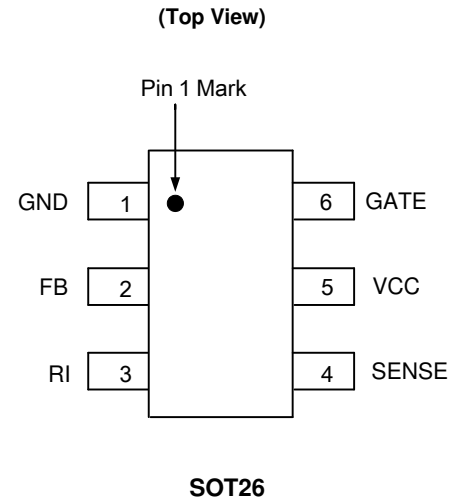 (Top View)
Pin 1 Mark
GND 1 6 GATE
FB 2 5 VCC
RI 3 4 SENSE
SOT26